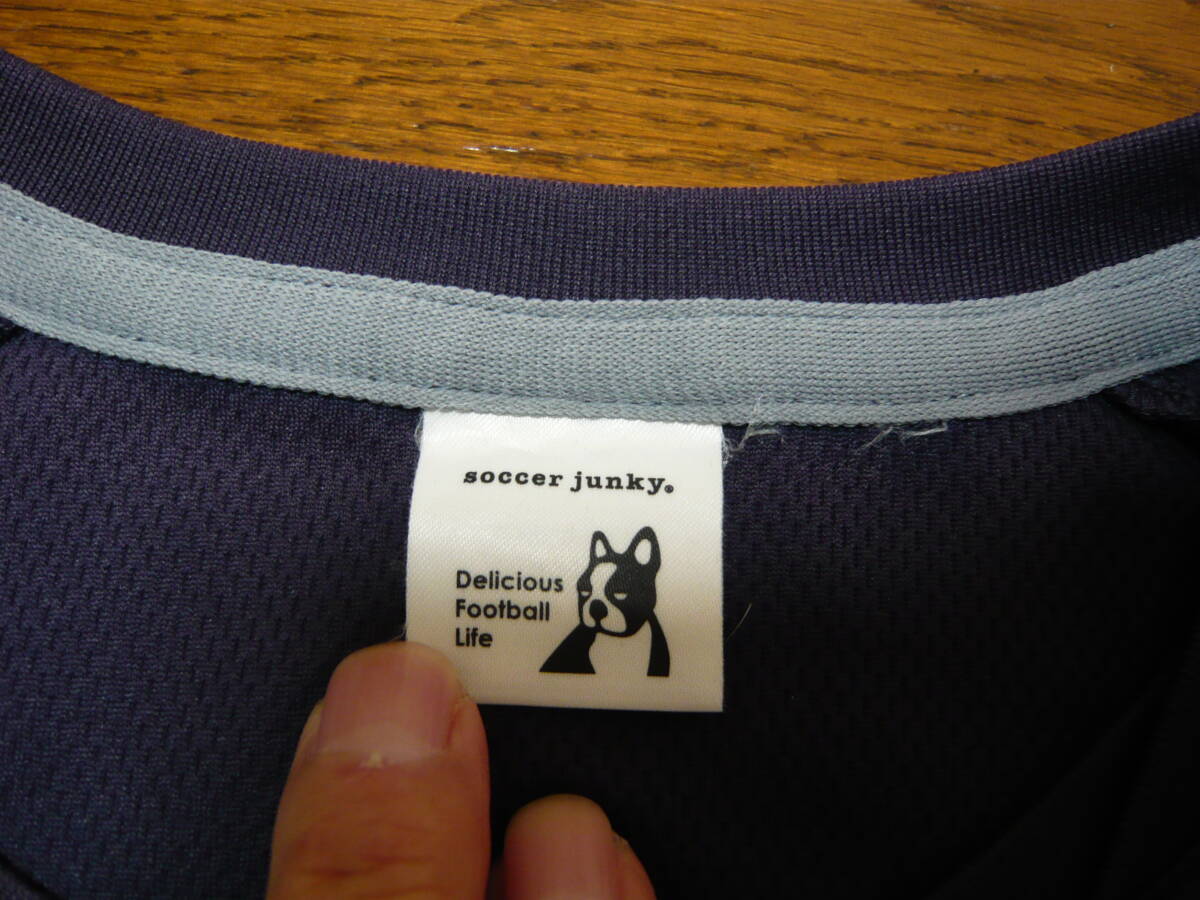 soccer junky®
Delicious
Football
Life